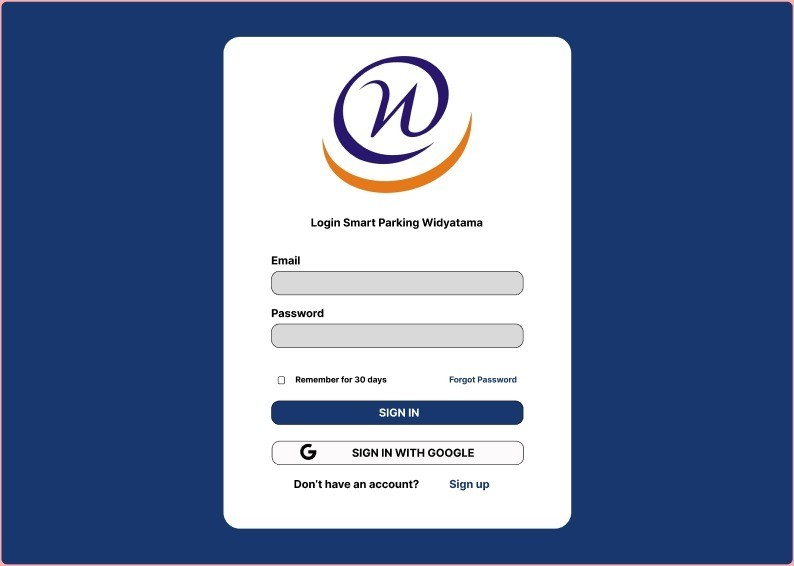 Login Smart Parking Widyatama
Email
Password
Remember for 30 days
Forgot Password
SIGN IN
SIGN IN WITH GOOGLE
Don't have an account?
Sign up